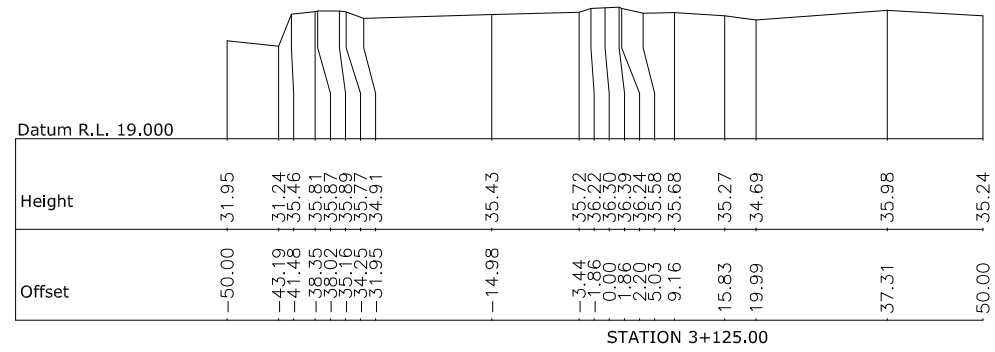 Datum R.L. 19.000
Height 31.95 31.24 35.46 35.81 35.87 35.89 35.77 34.91 35.43 35.72 36.22 36.30 36.39 36.24 35.58 35.68 35.27 34.69 35.98 35.24
Offset -50.00 -43.19 -41.48 -38.35 -38.02 -35.16 -34.25 -31.95 -14.98 -3.44 -1.86 0.00 1.86 2.20 5.03 9.16 15.83 19.99 37.31 50.00
STATION 3+125.00